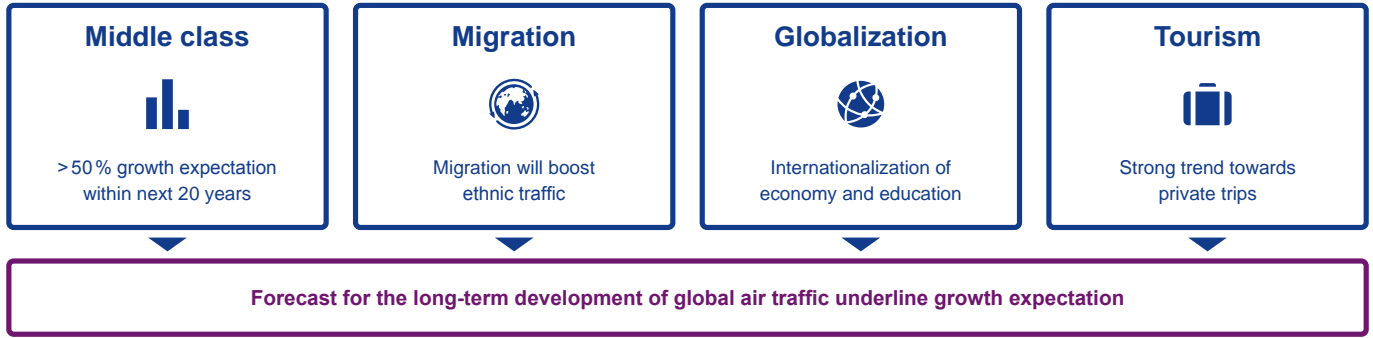 Middle class
>50% growth expectation
within next 20 years
Migration
Migration will boost
ethnic traffic
Globalization
Internationalization of
economy and education
Tourism
Strong trend towards
private trips
Forecast for the long-term development of global air traffic underline growth expectation